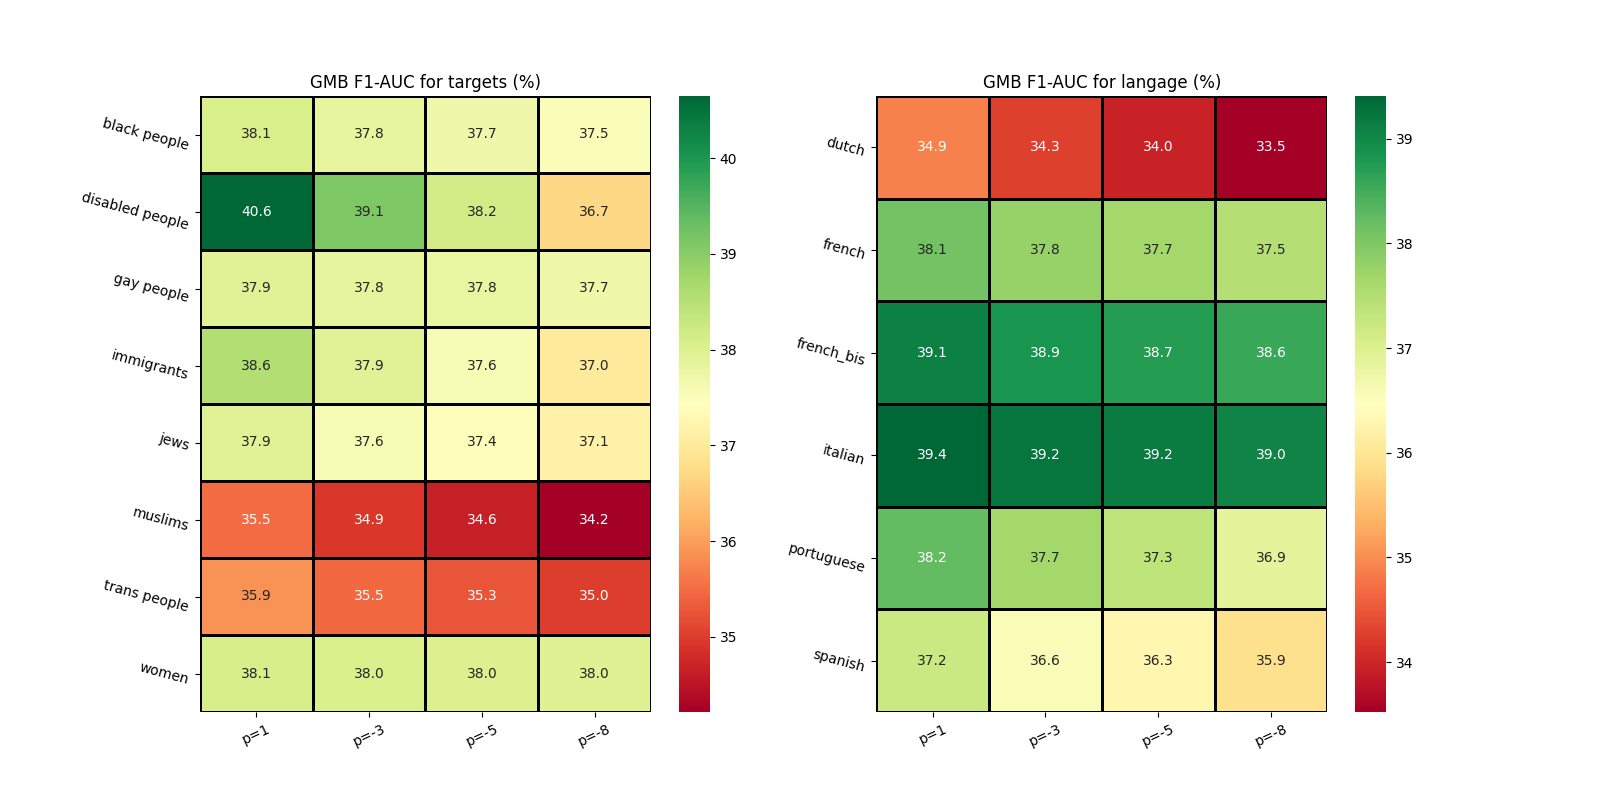 GMB F1-AUC for targets (%)
black people 38.1 37.8 37.7 37.5
disabled people 40.6 39.1 38.2 36.7
gay people 37.9 37.8 37.8 37.7
immigrants 38.6 37.9 37.6 37.0
jews 37.9 37.6 37.4 37.1
muslims 35.5 34.9 34.6 34.2
trans people 35.9 35.5 35.3 35.0
women 38.1 38.0 38.0 38.0
p=1 p=-3 p=-5 p=-8
40
39
38
37
36
35
GMB F1-AUC for langage (%)
dutch 34.9 34.3 34.0 33.5
french 38.1 37.8 37.7 37.5
french_bis 39.1 38.9 38.7 38.6
italian 39.4 39.2 39.2 39.0
portuguese 38.2 37.7 37.3 36.9
spanish 37.2 36.6 36.3 35.9
p=1 p=-3 p=-5 p=-8
39
38
37
36
35
34